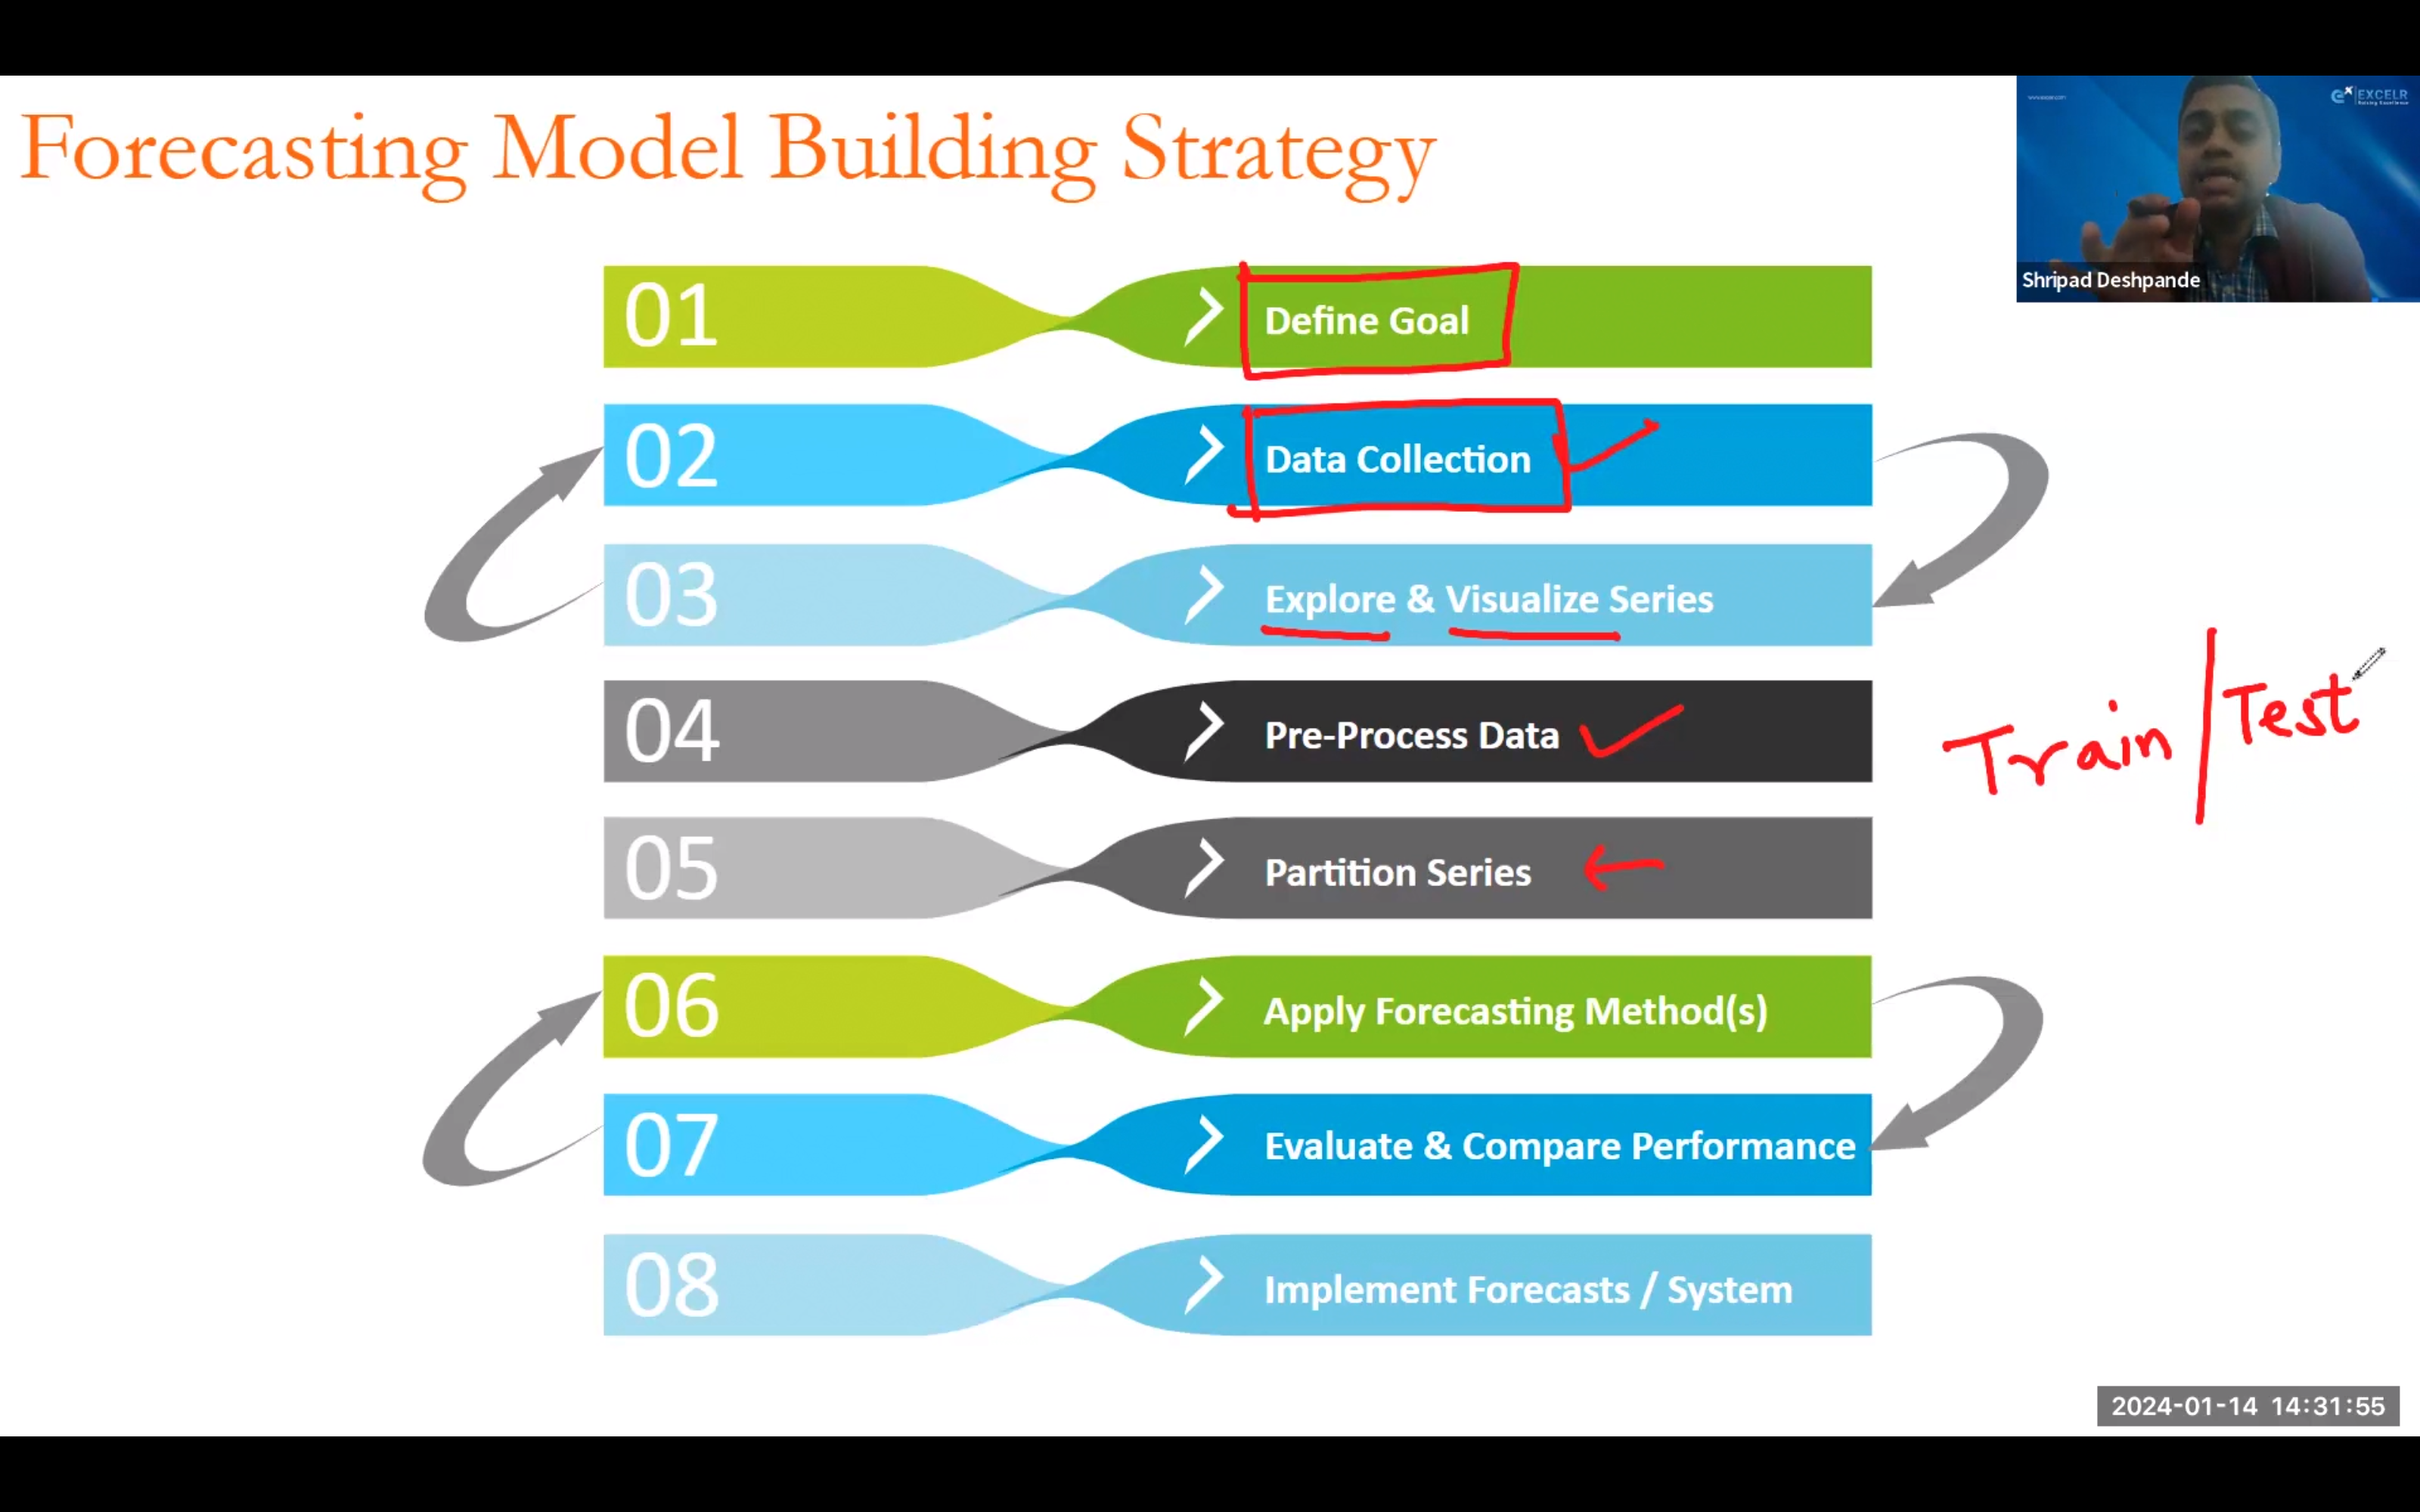 Forecasting Model Building Strategy
EXCELR
Shripad Deshpande
01 Define Goal
02 Data Collection
03 Explore & Visualize Series
04 Pre-Process Data
Train/Test
05 Partition Series
06 Apply Forecasting Method(s)
07 Evaluate & Compare Performance
08 Implement Forecasts / System
2024-01-14 14:31:55